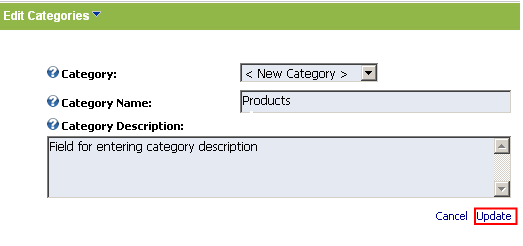 Edit Categories
Category: < New Category >
Category Name: Products
Category Description:
Field for entering category description
Cancel Update